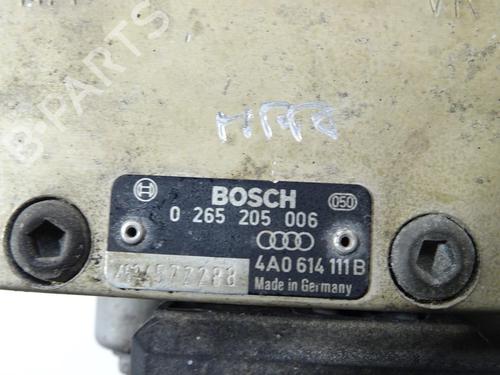 BOSCH
050
0 265 205 006
4A0 614 111 B
Made in Germany
B-PARTS